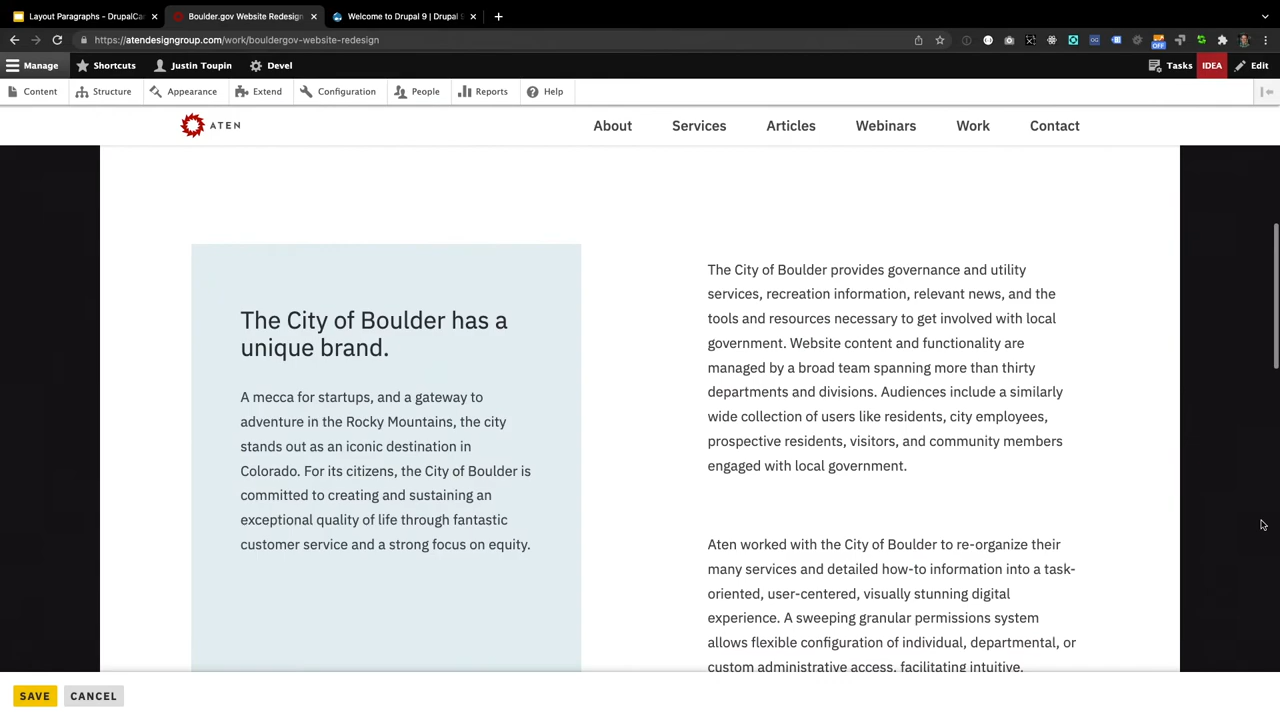 Layout Paragraphs - DrupalCa
Boulder.gov Website Redesign
Welcome to Drupal 9 | Drupal
https://atendesigngroup.com/work/bouldergov-website-redesign
OFF
Manage
Shortcuts
Justin Toupin
Devel
Tasks
IDEA
Edit
Content
Structure
Appearance
Extend
Configuration
People
Reports
Help
ATEN
About
Services
Articles
Webinars
Work
Contact
The City of Boulder has a
unique brand.
A mecca for startups, and a gateway to
adventure in the Rocky Mountains, the city
stands out as an iconic destination in
Colorado. For its citizens, the City of Boulder is
committed to creating and sustaining an
exceptional quality of life through fantastic
customer service and a strong focus on equity.
The City of Boulder provides governance and utility
services, recreation information, relevant news, and the
tools and resources necessary to get involved with local
government. Website content and functionality are
managed by a broad team spanning more than thirty
departments and divisions. Audiences include a similarly
wide collection of users like residents, city employees,
prospective residents, visitors, and community members
engaged with local government.
Aten worked with the City of Boulder to re-organize their
many services and detailed how-to information into a task-
oriented, user-centered, visually stunning digital
experience. A sweeping granular permissions system
allows flexible configuration of individual, departmental, or
custom administrative access, facilitating intuitive,
SAVE
CANCEL